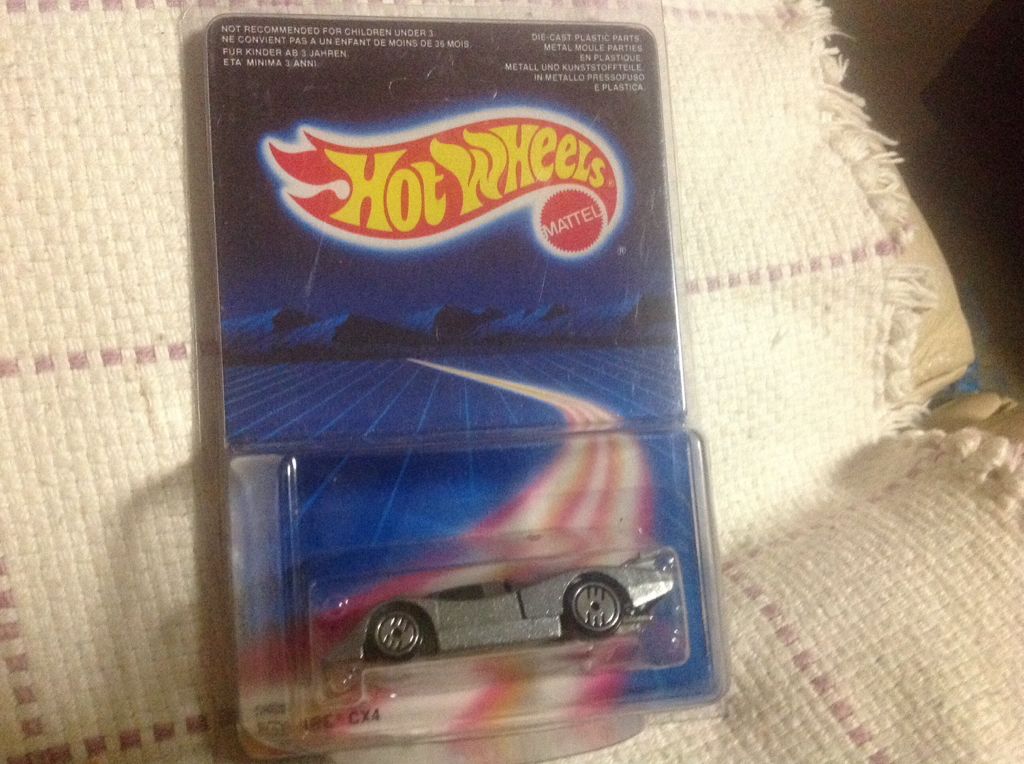 NOT RECOMMENDED FOR CHILDREN UNDER 3.
NE CONVIENT PAS A UN ENFANT DE MOINS DE 36 MOIS.
FÜR KINDER AB 3 JAHREN.
ETA' MINIMA 3 ANNI.
DIE-CAST PLASTIC PARTS.
METAL MOULE PARTIES
EN PLASTIQUE.
METALL UND KUNSTSTOFFTEILE.
IN METALLO PRESSOFUSO
E PLASTICA.
HOT WHEELS®
MATTEL
®
CX4